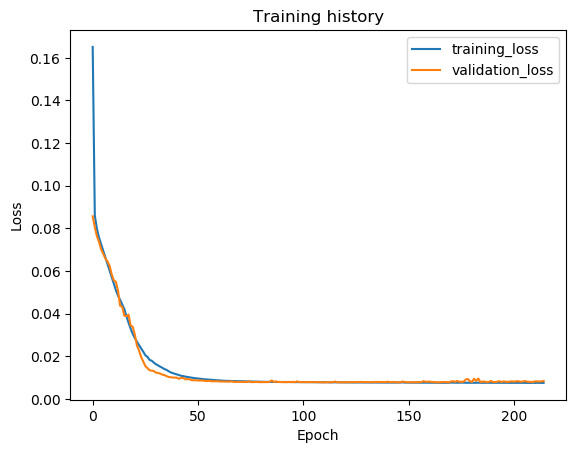 Training history
training_loss
validation_loss
0.16
0.14
0.12
0.10
0.08
0.06
0.04
0.02
0.00
Loss
0 50 100 150 200
Epoch